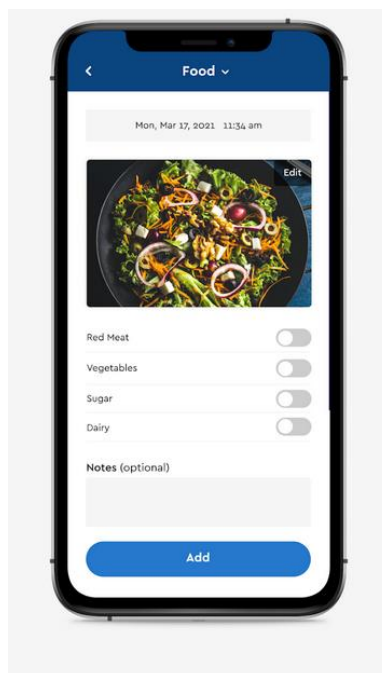 Food
Mon, Mar 17, 2021 11:34 am
Edit
Red Meat
Vegetables
Sugar
Dairy
Notes (optional)
Add